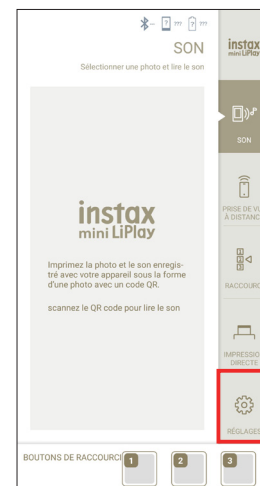 ? ??? ? ???
SON
Sélectionner une photo et lire le son
instax
mini LiPlay
Imprimez la photo et le son enregis-
tré avec votre appareil sous la forme
d'une photo avec un code QR.
scannez le QR code pour lire le son
instax
mini LiPlay
SON
PRISE DE VU
À DISTANC
RACCOURC
IMPRESSIO
DIRECTE
RÉGLAGES
BOUTONS DE RACCOURCI
1
2
3